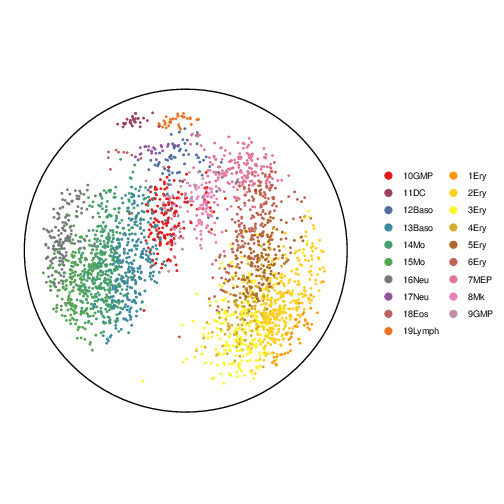 10GMP
11DC
12Baso
13Baso
14Mo
15Mo
16Neu
17Neu
18Eos
19Lymph
1Ery
2Ery
3Ery
4Ery
5Ery
6Ery
7MEP
8Mk
9GMP